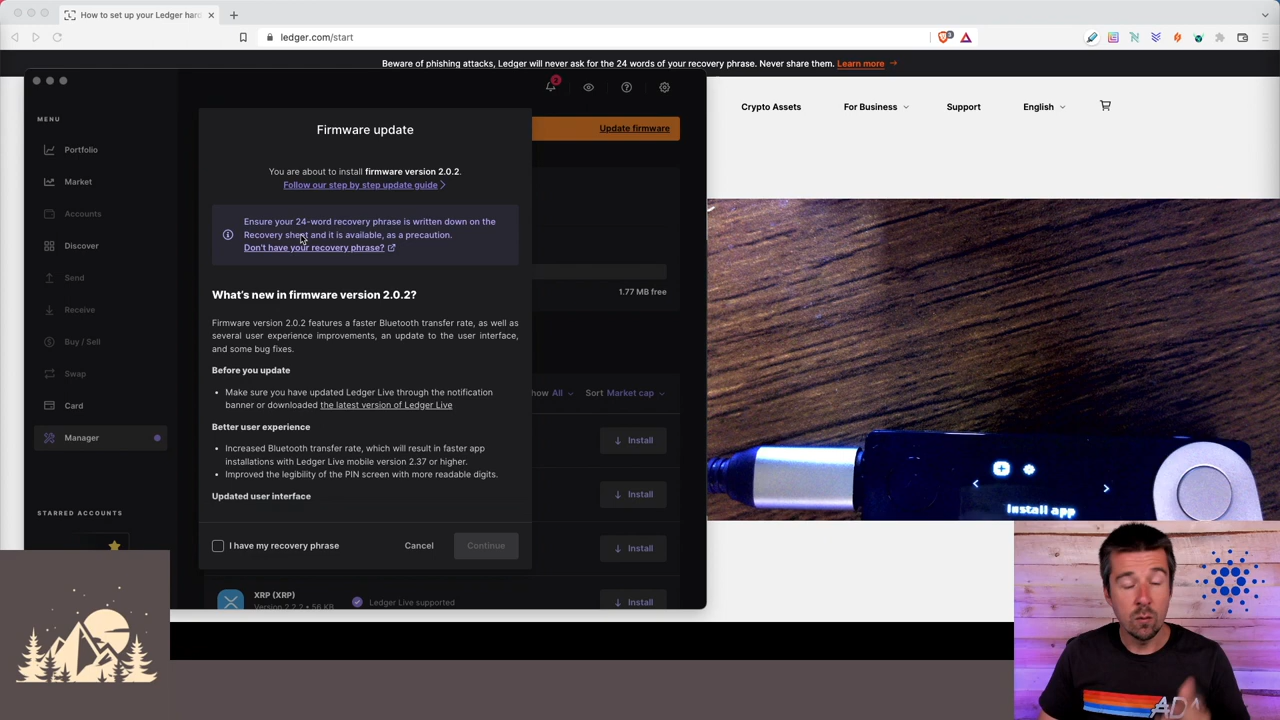 How to set up your Ledger hard
ledger.com/start
Beware of phishing attacks, Ledger will never ask for the 24 words of your recovery phrase. Never share them. Learn more →
Crypto Assets
For Business
Support
English
MENU
Portfolio
Market
Accounts
Discover
Send
Receive
Buy / Sell
Swap
Card
Manager
STARRED ACCOUNTS
Update firmware
Firmware update
You are about to install firmware version 2.0.2.
Follow our step by step update guide
Ensure your 24-word recovery phrase is written down on the
Recovery sheet and it is available, as a precaution.
Don't have your recovery phrase?
1.77 MB free
What's new in firmware version 2.0.2?
Firmware version 2.0.2 features a faster Bluetooth transfer rate, as well as
several user experience improvements, an update to the user interface,
and some bug fixes.
Before you update
• Make sure you have updated Ledger Live through the notification
banner or downloaded the latest version of Ledger Live
Better user experience
• Increased Bluetooth transfer rate, which will result in faster app
installations with Ledger Live mobile version 2.37 or higher.
• Improved the legibility of the PIN screen with more readable digits.
Updated user interface
I have my recovery phrase
Cancel
Continue
how All
Sort Market cap
Install
Install
Install
Install
XRP (XRP)
Version 2.2.2 • 56 KB
Ledger Live supported
Install app
ADA